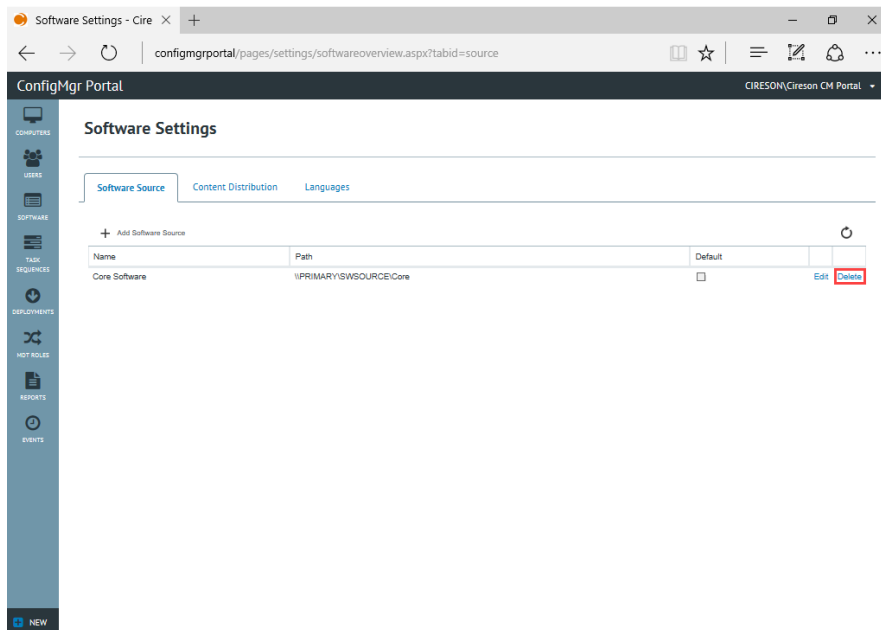 Software Settings - Cire
configmgrportal/pages/settings/softwareoverview.aspx?tabid=source
ConfigMgr Portal
CIRESON\Cireson CM Portal
COMPUTERS
USERS
SOFTWARE
TASK
SEQUENCES
DEPLOYMENTS
MDT ROLES
REPORTS
EVENTS
NEW
Software Settings
Software Source Content Distribution Languages
Add Software Source
Name Path Default
Core Software \\PRIMARY\SWSOURCE\Core Edit Delete